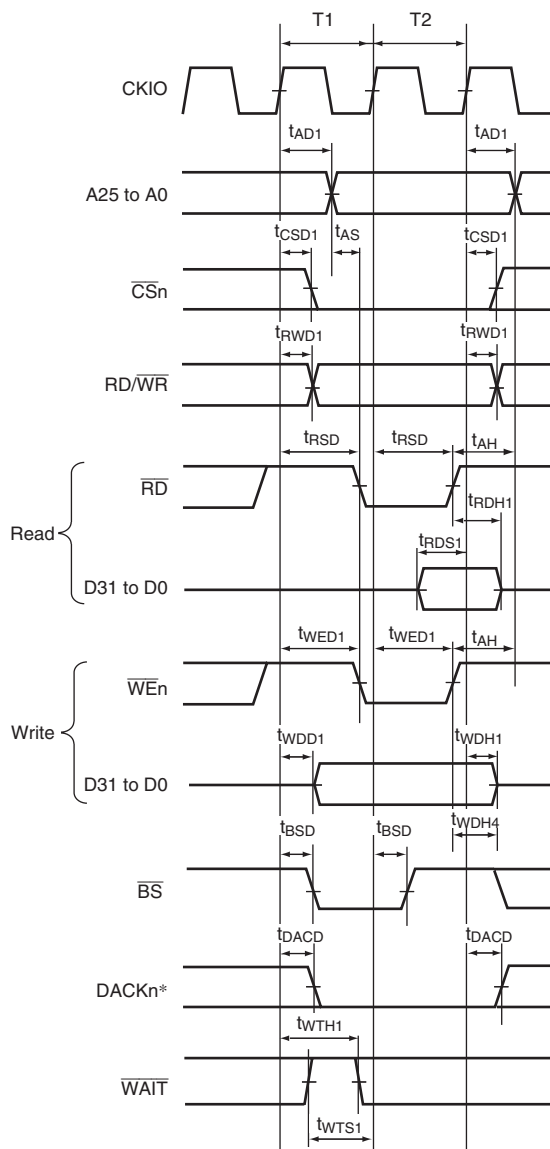 T1 T2
CKIO
tAD1 tAD1
A25 to A0
tCSD1 tAS tCSD1
CSn
tRWD1 tRWD1
RD/WR
tRSD tRSD tAH
RD
tRDH1
Read
tRDS1
D31 to D0
tWED1 tWED1 tAH
WEn
Write
tWDD1 tWDH1
D31 to D0
tWDH4
tBSD tBSD
BS
tDACD tDACD
DACKn*
tWTH1
WAIT
tWTS1